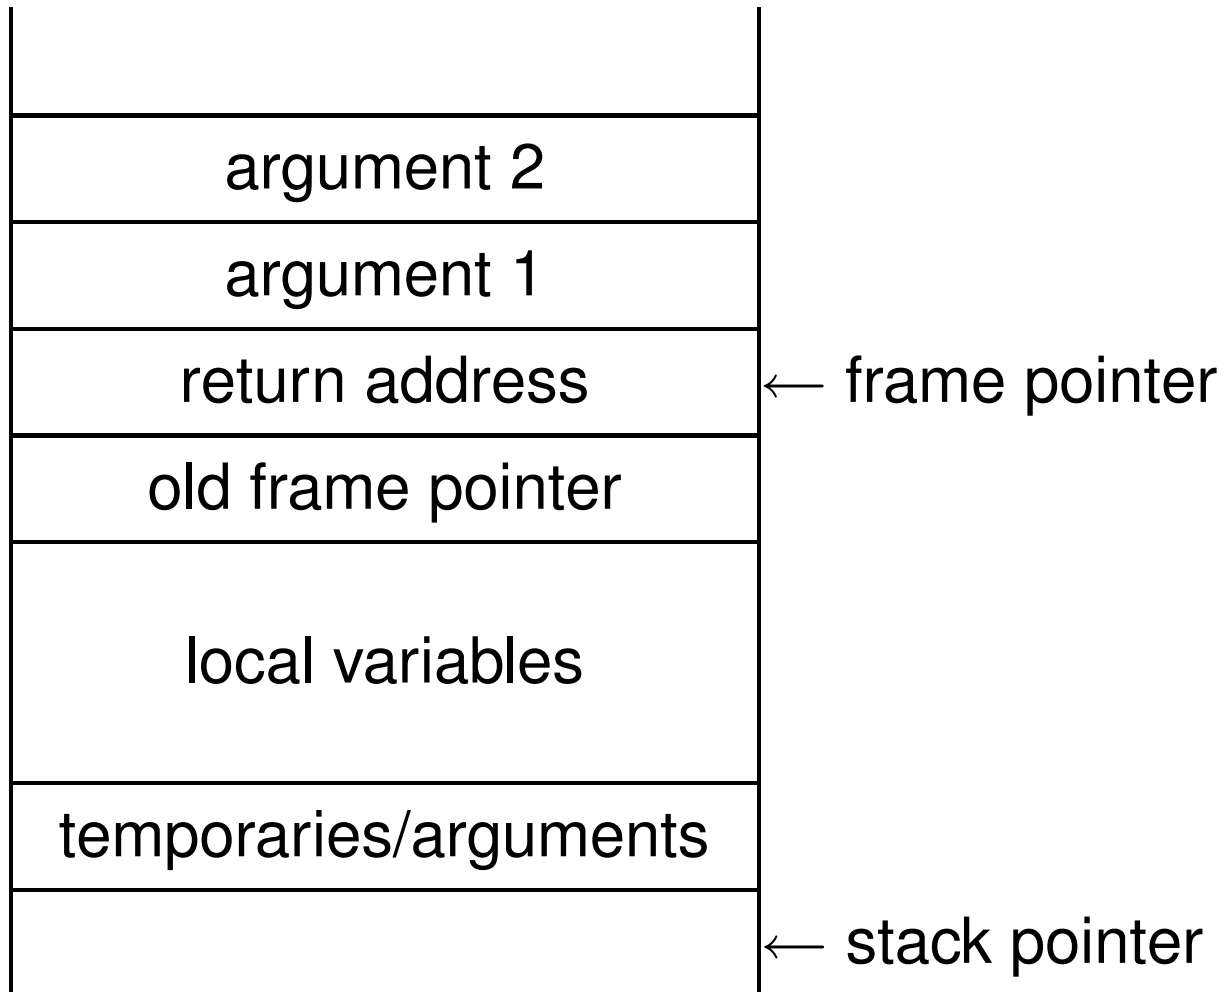 argument 2
argument 1
return address
← frame pointer
old frame pointer
local variables
temporaries/arguments
← stack pointer